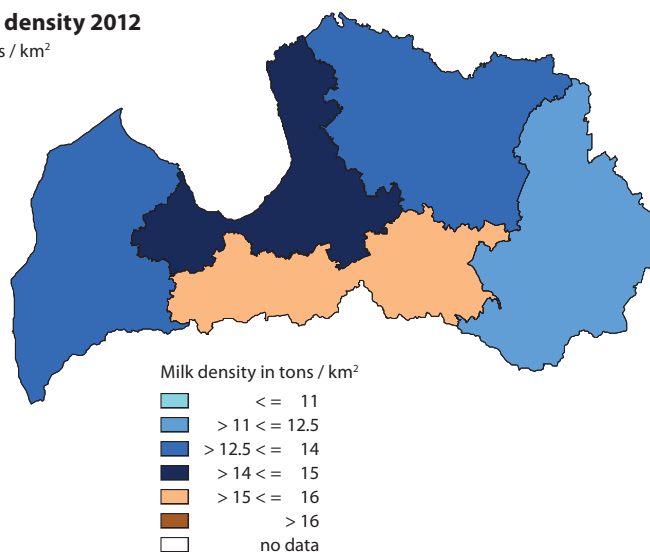 density 2012
/ km²
Milk density in tons / km²
< = 11
> 11 < = 12.5
> 12.5 < = 14
> 14 < = 15
> 15 < = 16
> 16
no data